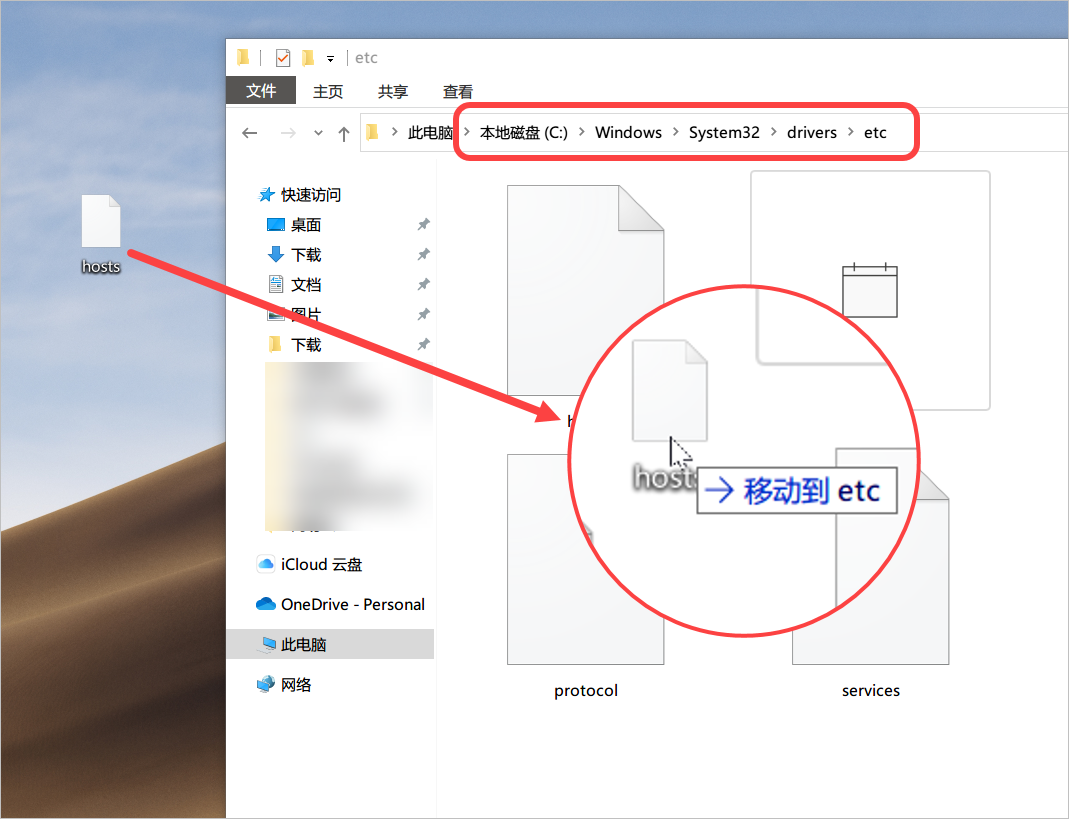 etc
文件 主页 共享 查看
此电脑 本地磁盘 (C:) Windows System32 drivers etc
快速访问
桌面
下载
文档
图片
下载
iCloud 云盘
OneDrive - Personal
此电脑
网络
hosts
hosts
移动到 etc
protocol
services